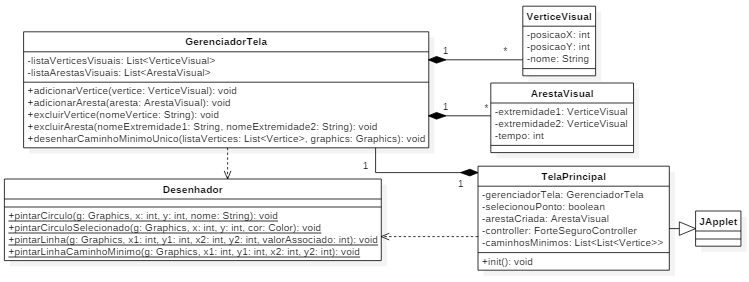 GerenciadorTela
-listaVerticesVisuais: List<VerticeVisual>
-listaArestasVisuais: List<ArestaVisual>
+adicionarVertice(vertice: VerticeVisual): void
+adicionarAresta(aresta: ArestaVisual): void
+excluirVertice(nomeVertice: String): void
+excluirAresta(nomeExtremidade1: String, nomeExtremidade2: String): void
+desenharCaminhoMinimoUnico(listaVertices: List<Vertice>, graphics: Graphics): void
1
*
VerticeVisual
-posicaoX: int
-posicaoY: int
-nome: String
1
*
ArestaVisual
-extremidade1: VerticeVisual
-extremidade2: VerticeVisual
-tempo: int
1
1
Desenhador
+pintarCirculo(g: Graphics, x: int, y: int, nome: String): void
+pintarCirculoSelecionado(g: Graphics, x: int, y: int, cor: Color): void
+pintarLinha(g: Graphics, x1: int, y1: int, x2: int, y2: int, valorAssociado: int): void
+pintarLinhaCaminhoMinimo(g: Graphics, x1: int, y1: int, x2: int, y2: int): void
TelaPrincipal
-gerenciadorTela: GerenciadorTela
-selecionouPonto: boolean
-arestaCriada: ArestaVisual
-controller: ForteSeguroController
-caminhosMinimos: List<List<Vertice>>
+init(): void
JApplet